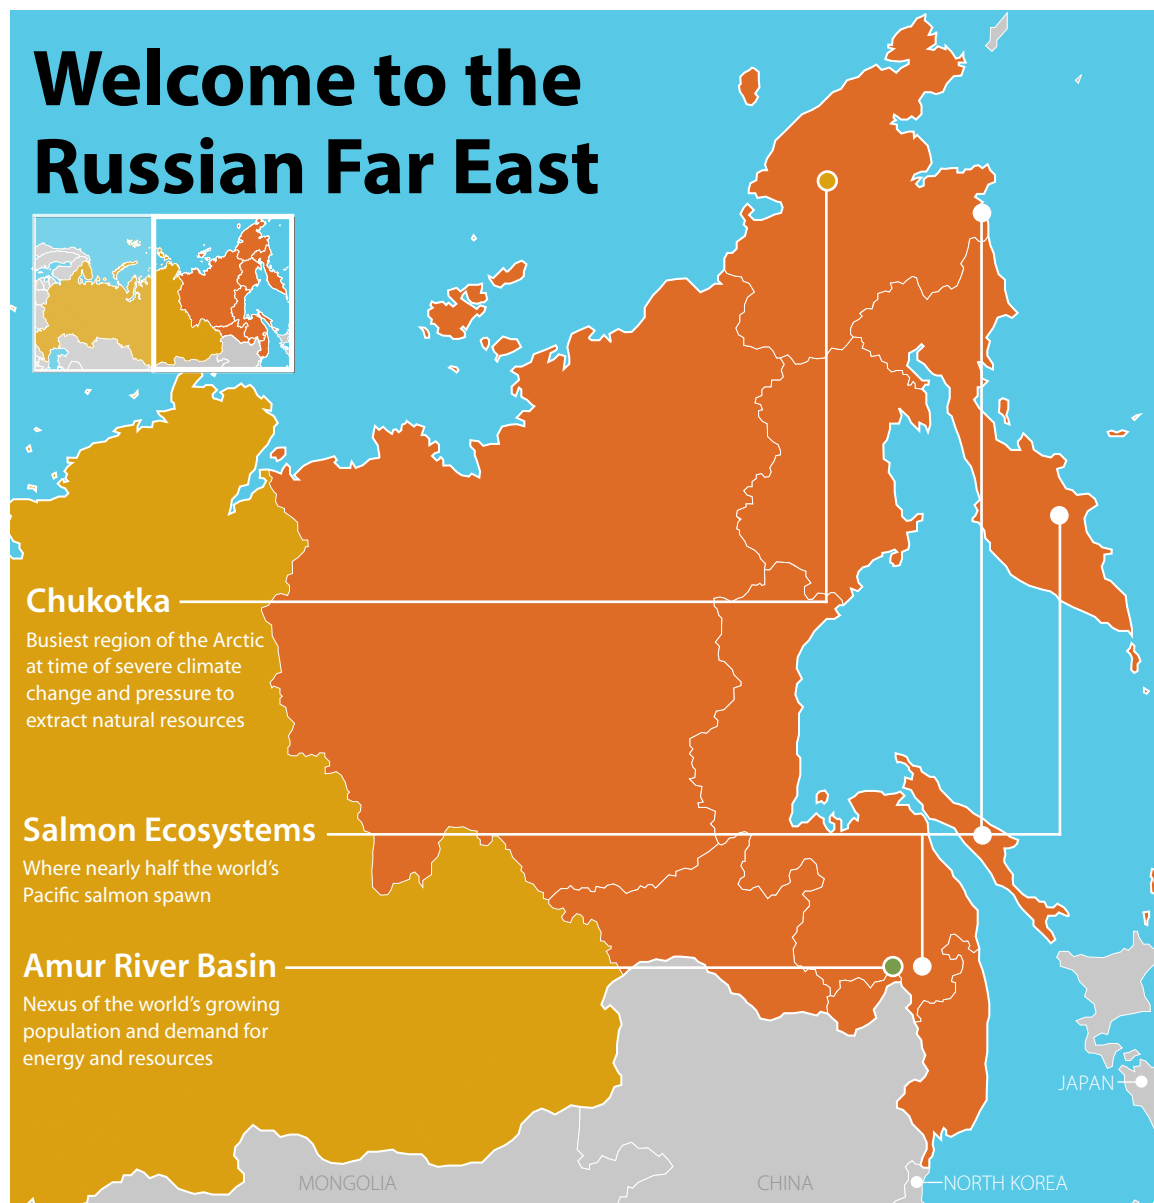 Welcome to the
Russian Far East
Chukotka
Busiest region of the Arctic
at time of severe climate
change and pressure to
extract natural resources
Salmon Ecosystems
Where nearly half the world’s
Pacific salmon spawn
Amur River Basin
Nexus of the world’s growing
population and demand for
energy and resources
JAPAN
MONGOLIA
CHINA
NORTH KOREA